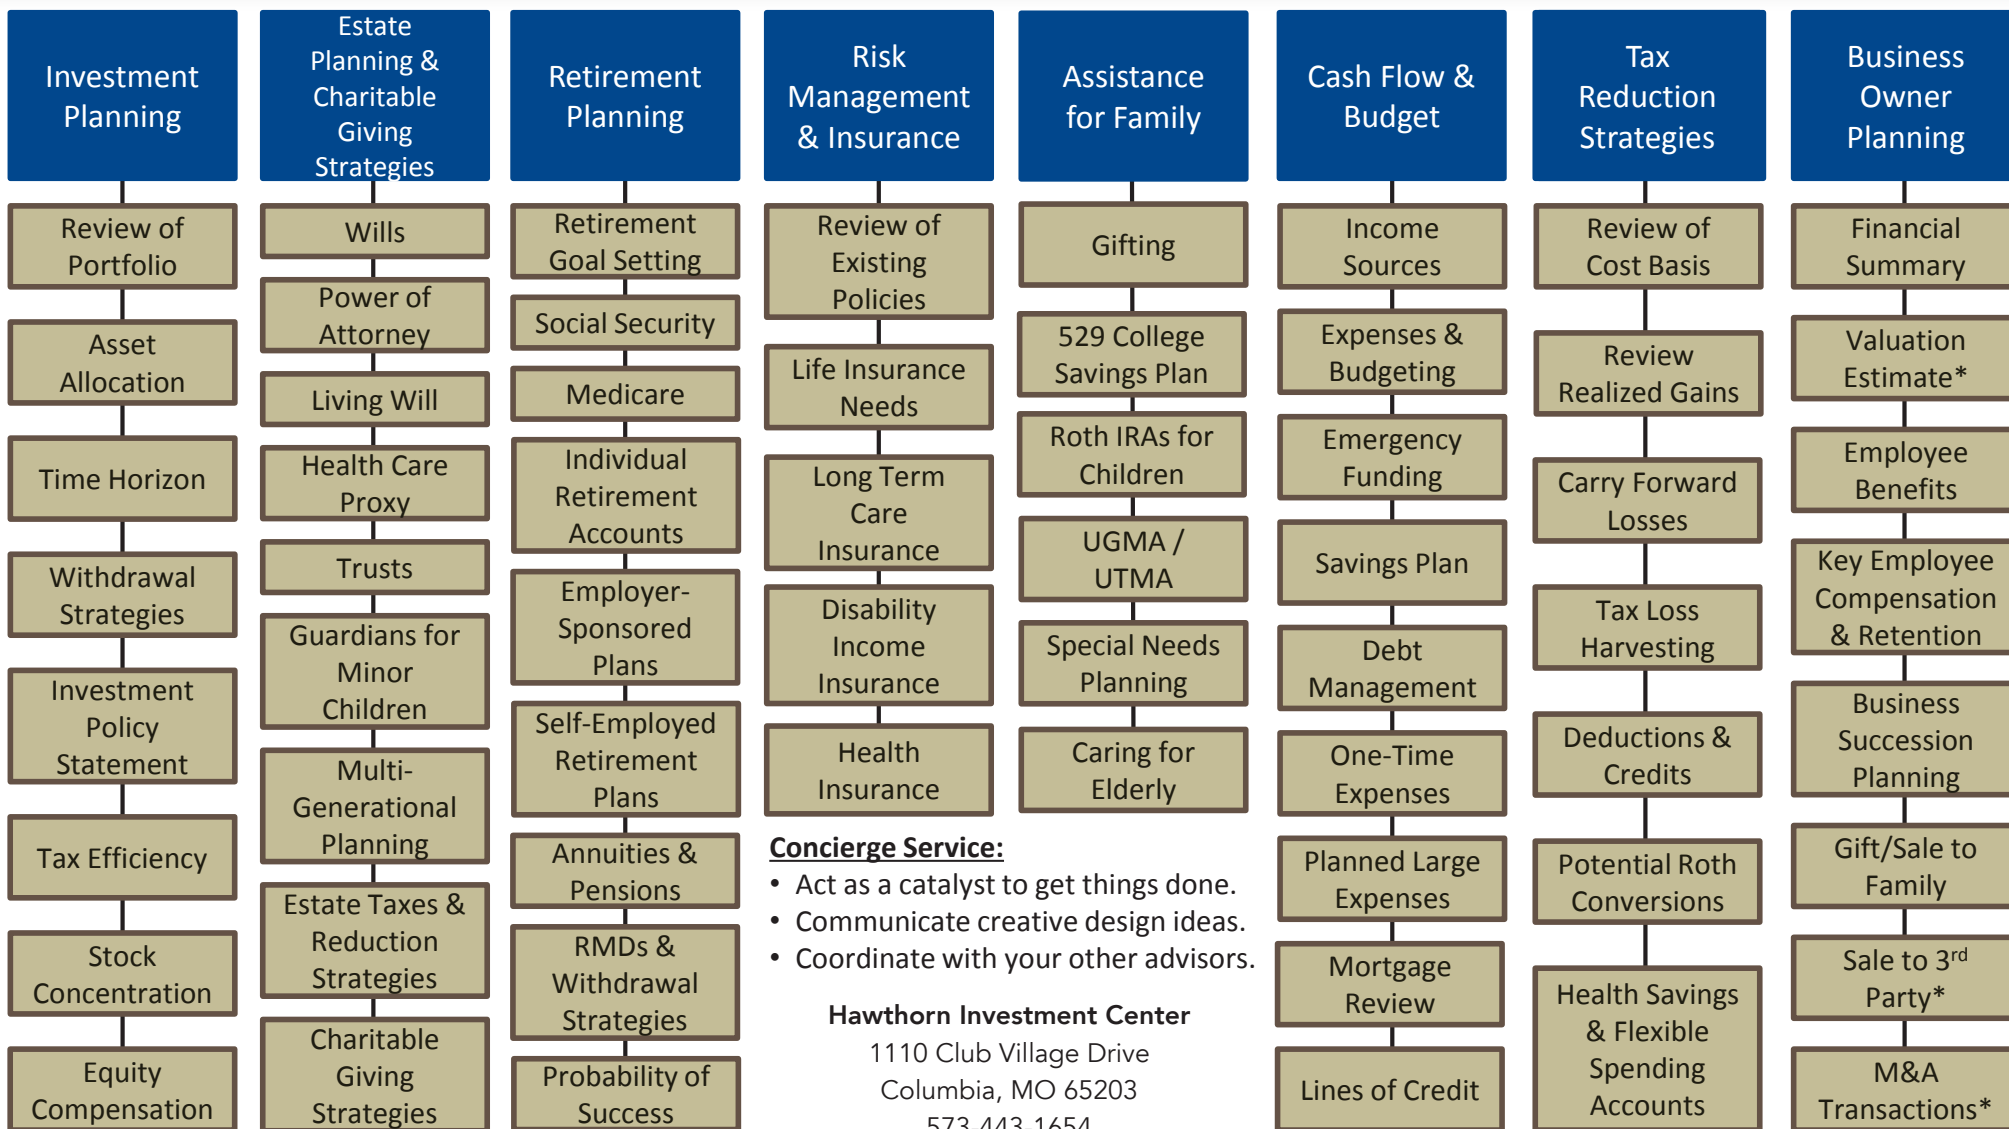 Investment
Planning
Review of
Portfolio
Asset
Allocation
Time Horizon
Withdrawal
Strategies
Investment
Policy
Statement
Tax Efficiency
Stock
Concentration
Equity
Compensation
Estate
Planning &
Charitable
Giving
Strategies
Wills
Power of
Attorney
Living Will
Health Care
Proxy
Trusts
Guardians for
Minor
Children
Multi-
Generational
Planning
Estate Taxes &
Reduction
Strategies
Charitable
Giving
Strategies
Retirement
Planning
Retirement
Goal Setting
Social Security
Medicare
Individual
Retirement
Accounts
Employer-
Sponsored
Plans
Self-Employed
Retirement
Plans
Annuities &
Pensions
RMDs &
Withdrawal
Strategies
Probability of
Success
Risk
Management
& Insurance
Review of
Existing
Policies
Life Insurance
Needs
Long Term
Care
Insurance
Disability
Income
Insurance
Health
Insurance
Assistance
for Family
Gifting
529 College
Savings Plan
Roth IRAs for
Children
UGMA /
UTMA
Special Needs
Planning
Caring for
Elderly
Concierge Service:
• Act as a catalyst to get things done.
• Communicate creative design ideas.
• Coordinate with your other advisors.
Hawthorn Investment Center
1110 Club Village Drive
Columbia, MO 65203
573-443-1654
Cash Flow &
Budget
Income
Sources
Expenses &
Budgeting
Emergency
Funding
Savings Plan
Debt
Management
One-Time
Expenses
Planned Large
Expenses
Mortgage
Review
Lines of Credit
Tax
Reduction
Strategies
Review of
Cost Basis
Review
Realized Gains
Carry Forward
Losses
Tax Loss
Harvesting
Deductions &
Credits
Potential Roth
Conversions
Health Savings
& Flexible
Spending
Accounts
Business
Owner
Planning
Financial
Summary
Valuation
Estimate*
Employee
Benefits
Key Employee
Compensation
& Retention
Business
Succession
Planning
Gift/Sale to
Family
Sale to 3rd
Party*
M&A
Transactions*